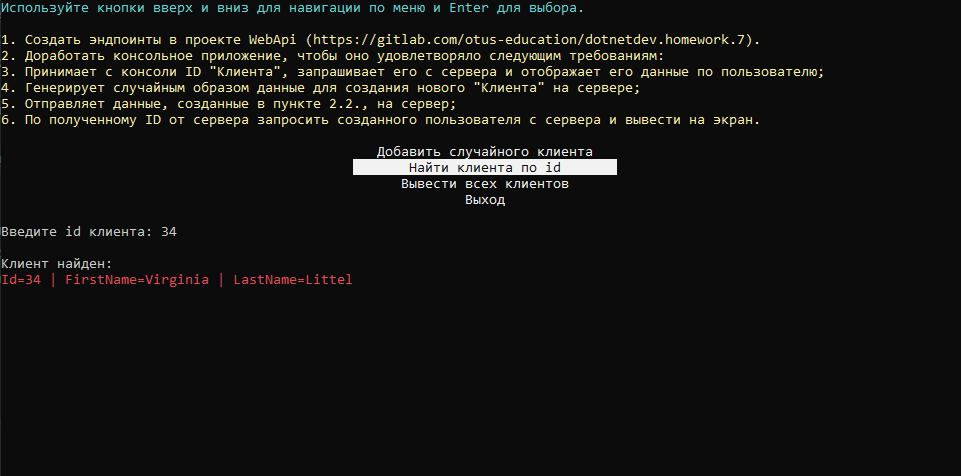 Используйте кнопки вверх и вниз для навигации по меню и Enter для выбора.
1. Создать эндпоинты в проекте WebApi (https://gitlab.com/otus-education/dotnetdev.homework.7).
2. Доработать консольное приложение, чтобы оно удовлетворяло следующим требованиям:
3. Принимает с консоли ID "Клиента", запрашивает его с сервера и отображает его данные по пользователю;
4. Генерирует случайным образом данные для создания нового "Клиента" на сервере;
5. Отправляет данные, созданные в пункте 2.2., на сервер;
6. По полученному ID от сервера запросить созданного пользователя с сервера и вывести на экран.
Добавить случайного клиента
Найти клиента по id
Вывести всех клиентов
Выход
Введите id клиента: 34
Клиент найден:
Id=34 | FirstName=Virginia | LastName=Littel